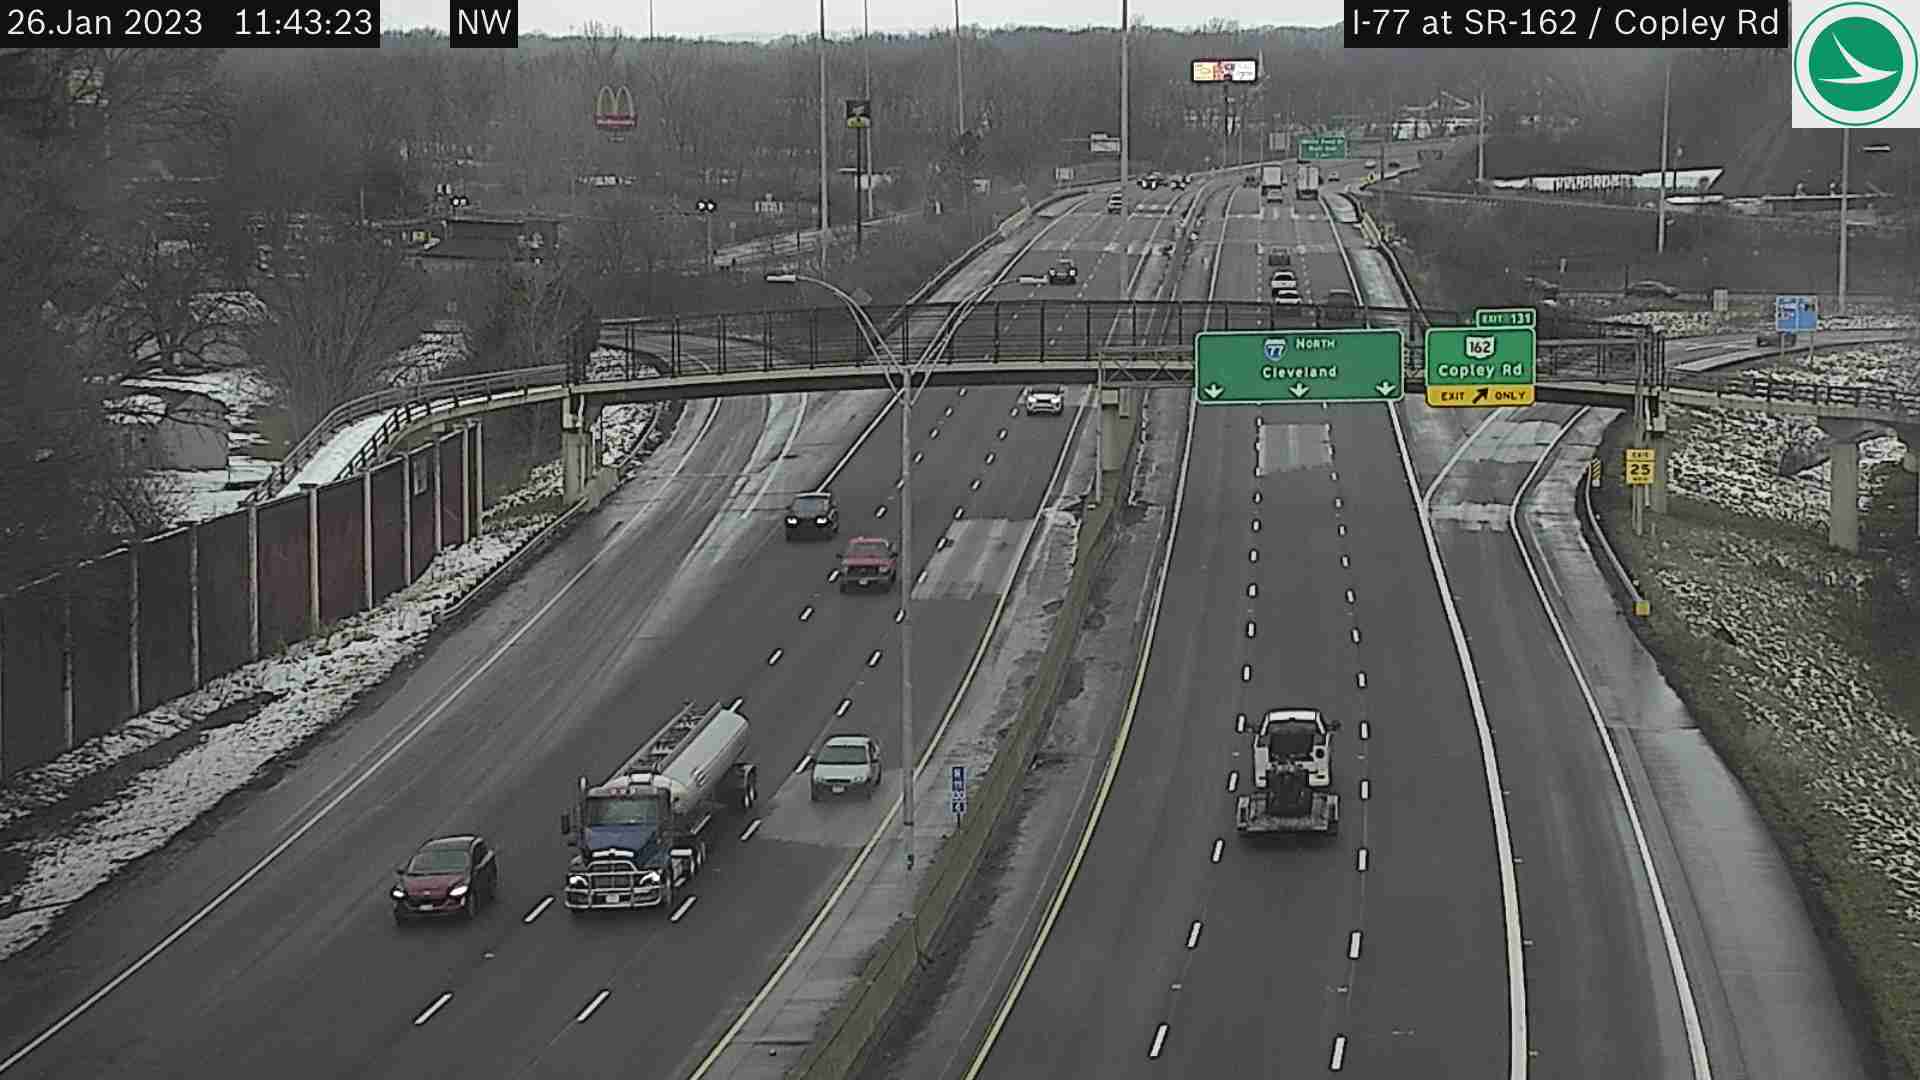 26.Jan 2023 11:43:23
NW
I-77 at SR-162 / Copley Rd
McDonald's
EXIT 131
77 NORTH
Cleveland
162
Copley Rd
EXIT ONLY
EXIT
25